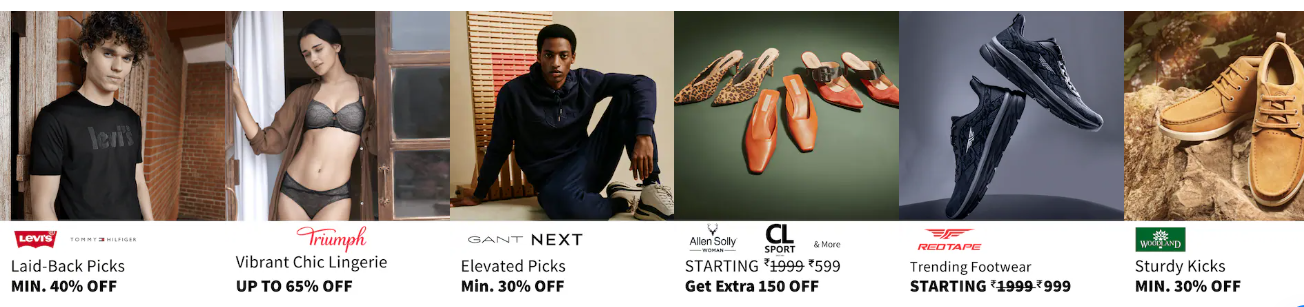 levi's
LEVI'S TOMMY HILFIGER
Laid-Back Picks
MIN. 40% OFF
Triumph
Vibrant Chic Lingerie
UP TO 65% OFF
GANT NEXT
Elevated Picks
Min. 30% OFF
Allen Solly
WOMAN
CL
SPORT
& More
STARTING ₹1999 ₹599
Get Extra 150 OFF
REDTAPE
Trending Footwear
STARTING ₹1999 ₹999
WOODLAND
Sturdy Kicks
MIN. 30% OFF